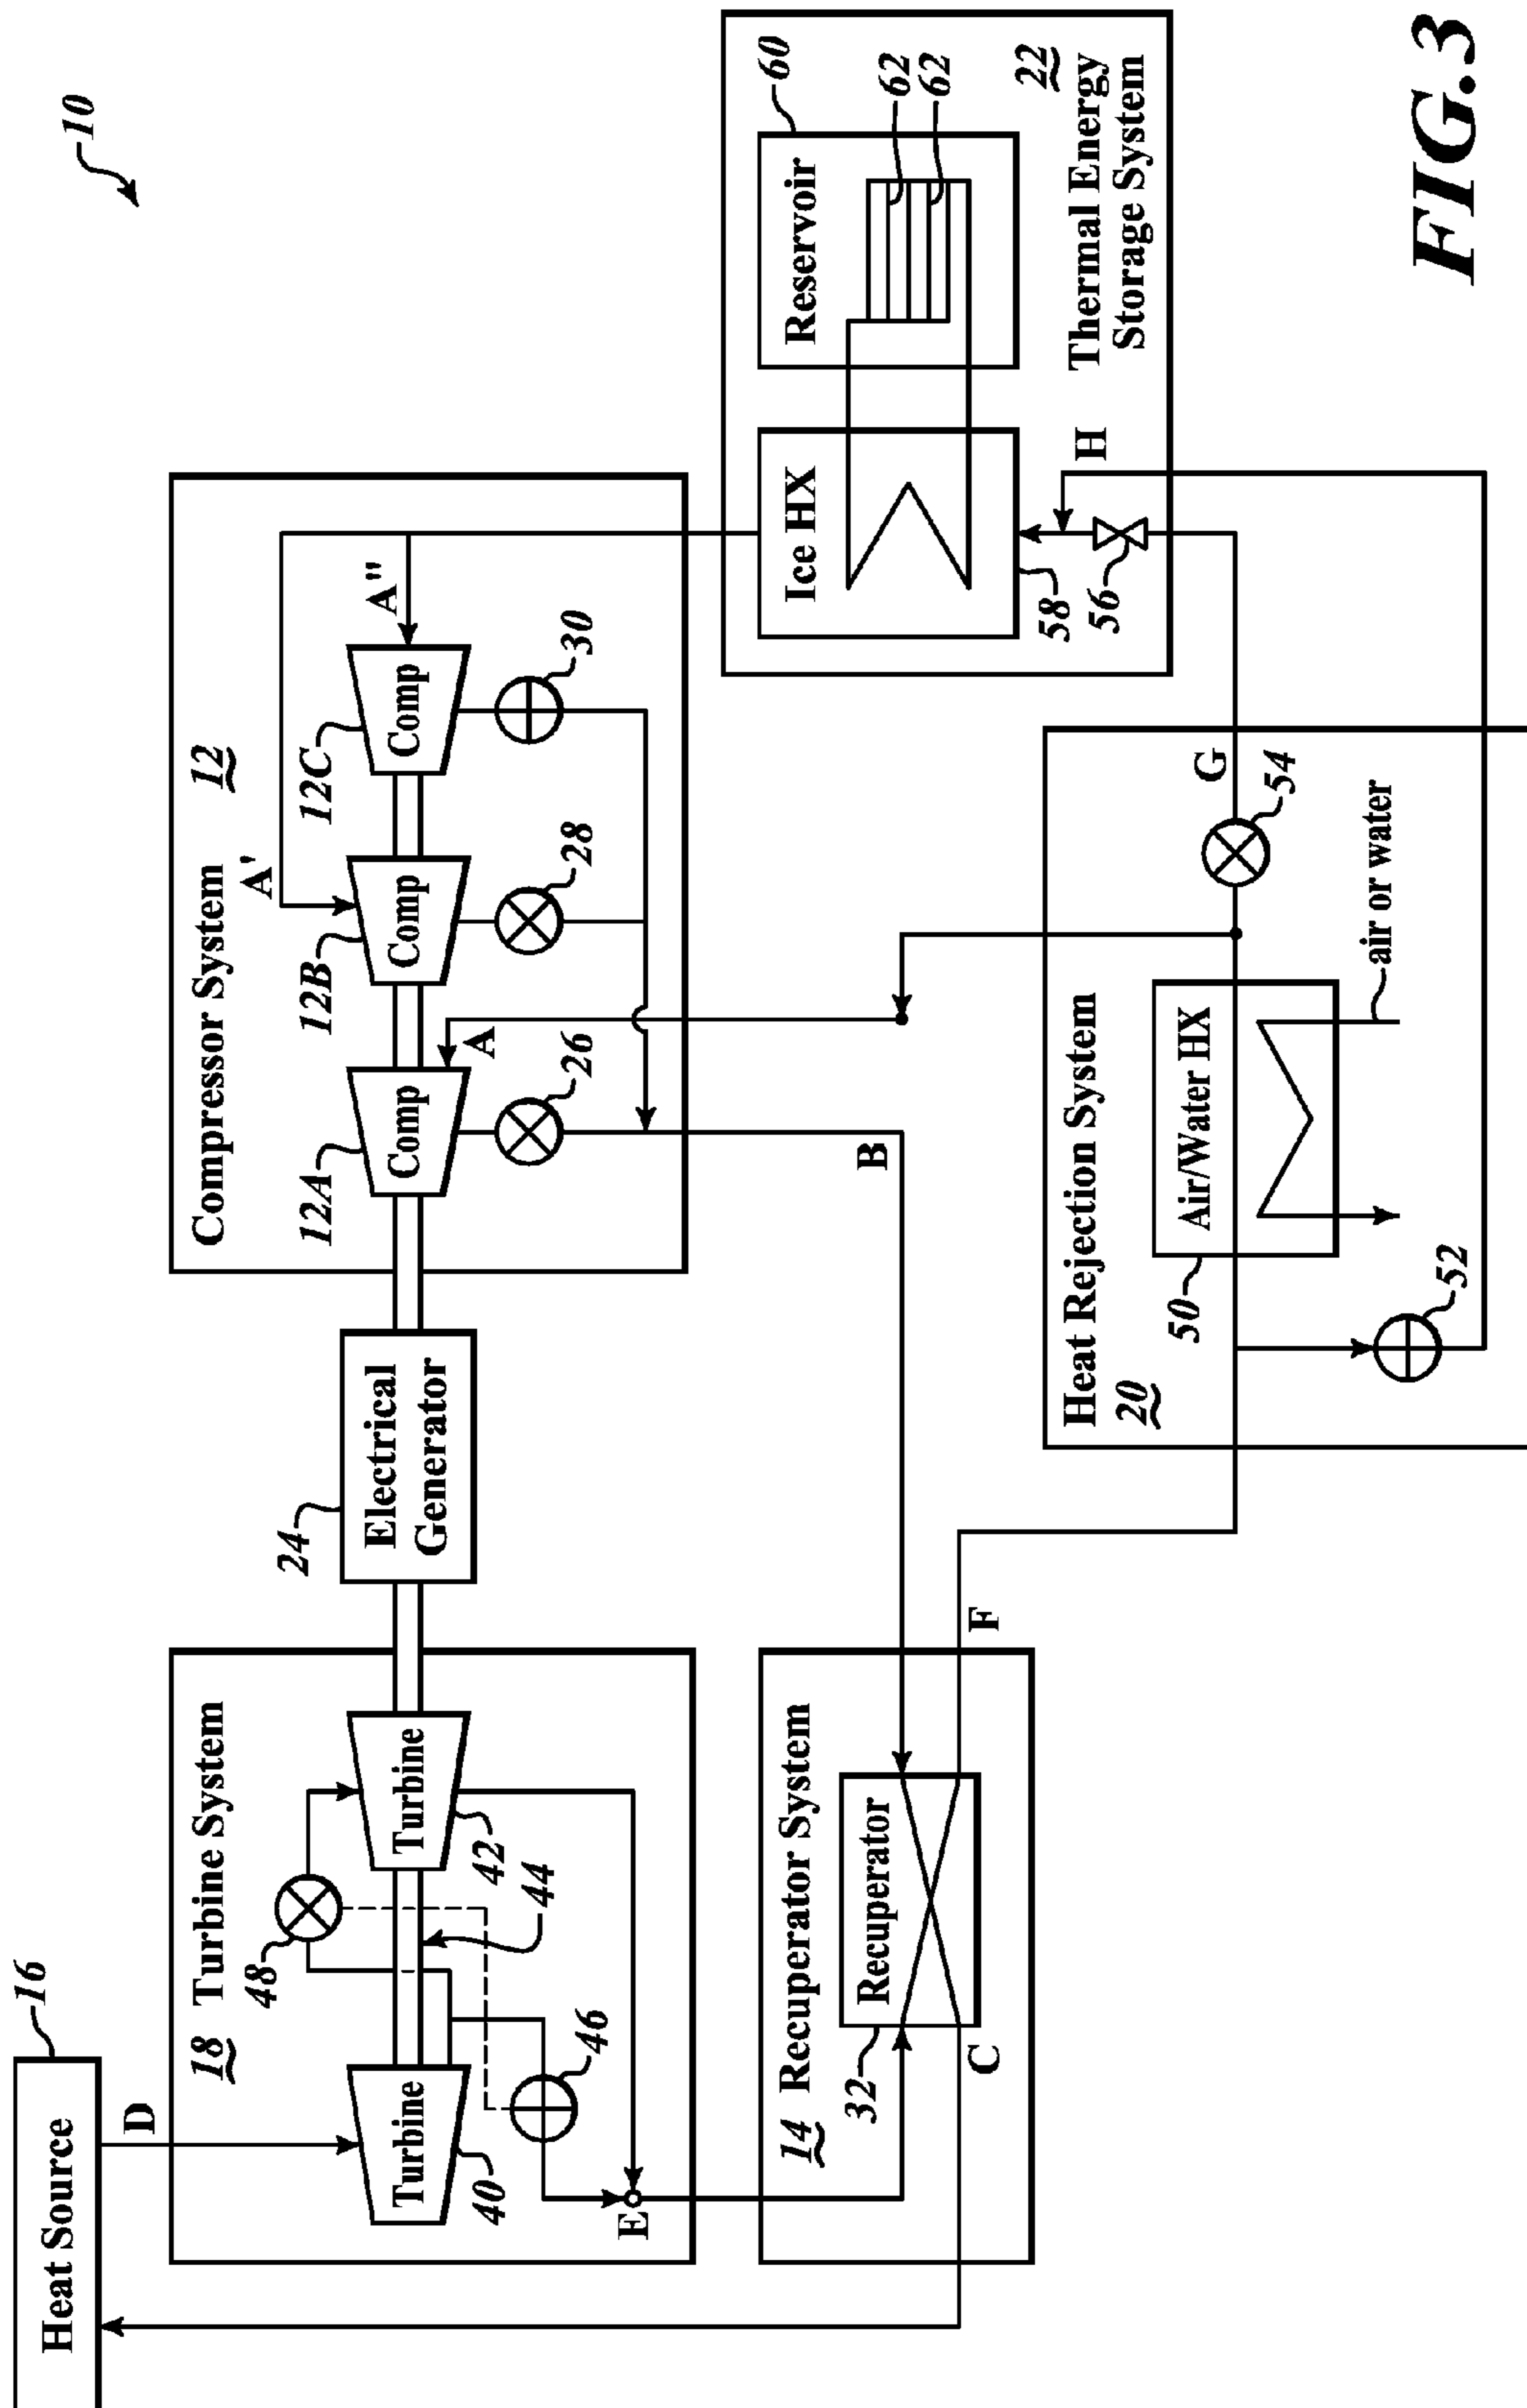 10
Heat Source
16
D
18 Turbine System
Turbine
40
Turbine
42
44
46
48
E
24
Electrical
Generator
Compressor System 12
12A
Comp
12B
Comp
12C
Comp
A
A'
A"
26
28
30
B
14 Recuperator System
32
Recuperator
C
F
Heat Rejection System
20
50
Air/Water HX
air or water
52
54
G
H
56
58
Ice HX
Reservoir
60
62
62
22
Thermal Energy
Storage System
FIG.3